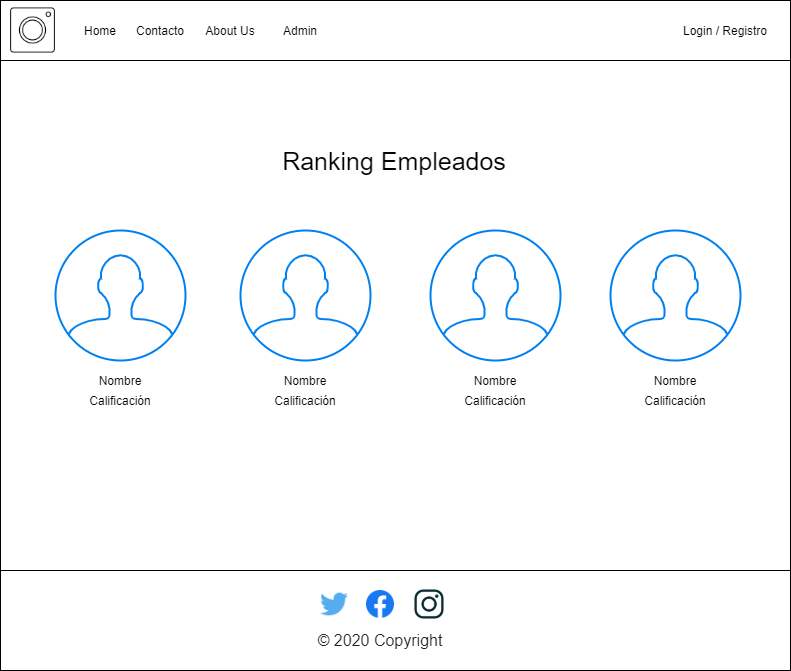 Home Contacto About Us Admin Login / Registro
Ranking Empleados
Nombre Nombre Nombre Nombre
Calificación Calificación Calificación Calificación
© 2020 Copyright